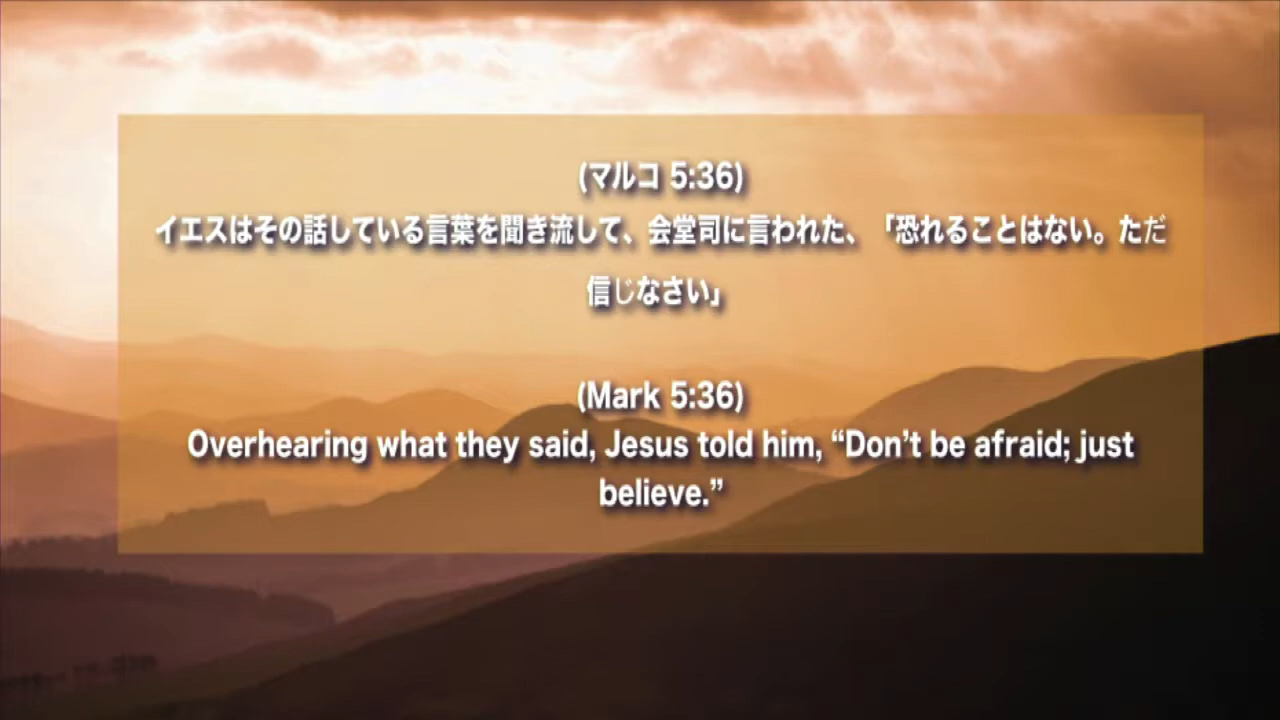 (マルコ 5:36)
イエスはその話している言葉を聞き流して、会堂司に言われた、「恐れることはない。ただ
信じなさい」
(Mark 5:36)
Overhearing what they said, Jesus told him, “Don’t be afraid; just
believe.”